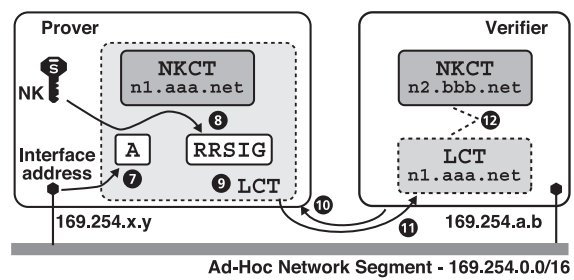 Prover
Verifier
S
NK
NKCT
n1.aaa.net
8
A
RRSIG
Interface
address
7
9 LCT
NKCT
n2.bbb.net
12
LCT
n1.aaa.net
10
11
169.254.x.y
169.254.a.b
Ad-Hoc Network Segment - 169.254.0.0/16